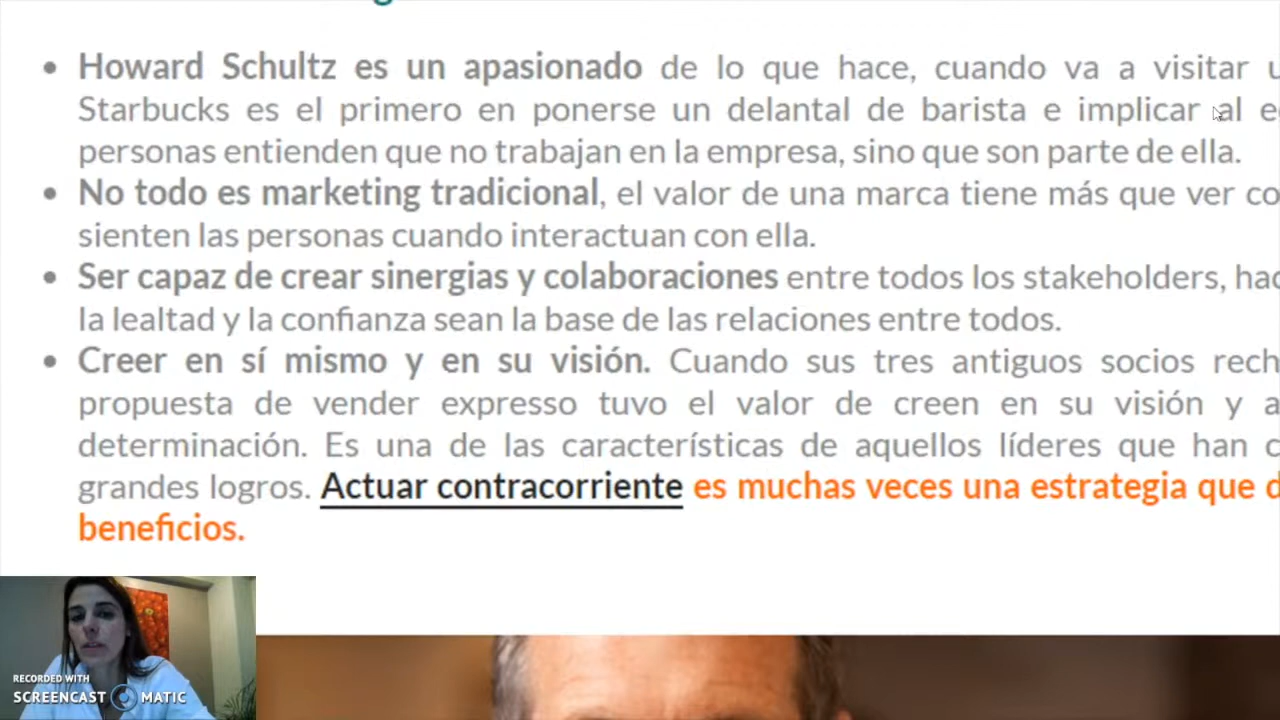 Howard Schultz es un apasionado de lo que hace, cuando va a visitar
Starbucks es el primero en ponerse un delantal de barista e implicar al
personas entienden que no trabajan en la empresa, sino que son parte de ella.
No todo es marketing tradicional, el valor de una marca tiene más que ver
sienten las personas cuando interactuan con ella.
Ser capaz de crear sinergias y colaboraciones entre todos los stakeholders,
la lealtad y la confianza sean la base de las relaciones entre todos.
Creer en sí mismo y en su visión. Cuando sus tres antiguos socios
propuesta de vender expresso tuvo el valor de creen en su visión y
determinación. Es una de las características de aquellos líderes que han
grandes logros. Actuar contracorriente es muchas veces una estrategia que
beneficios.
RECORDED WITH
SCREENCAST MATIC